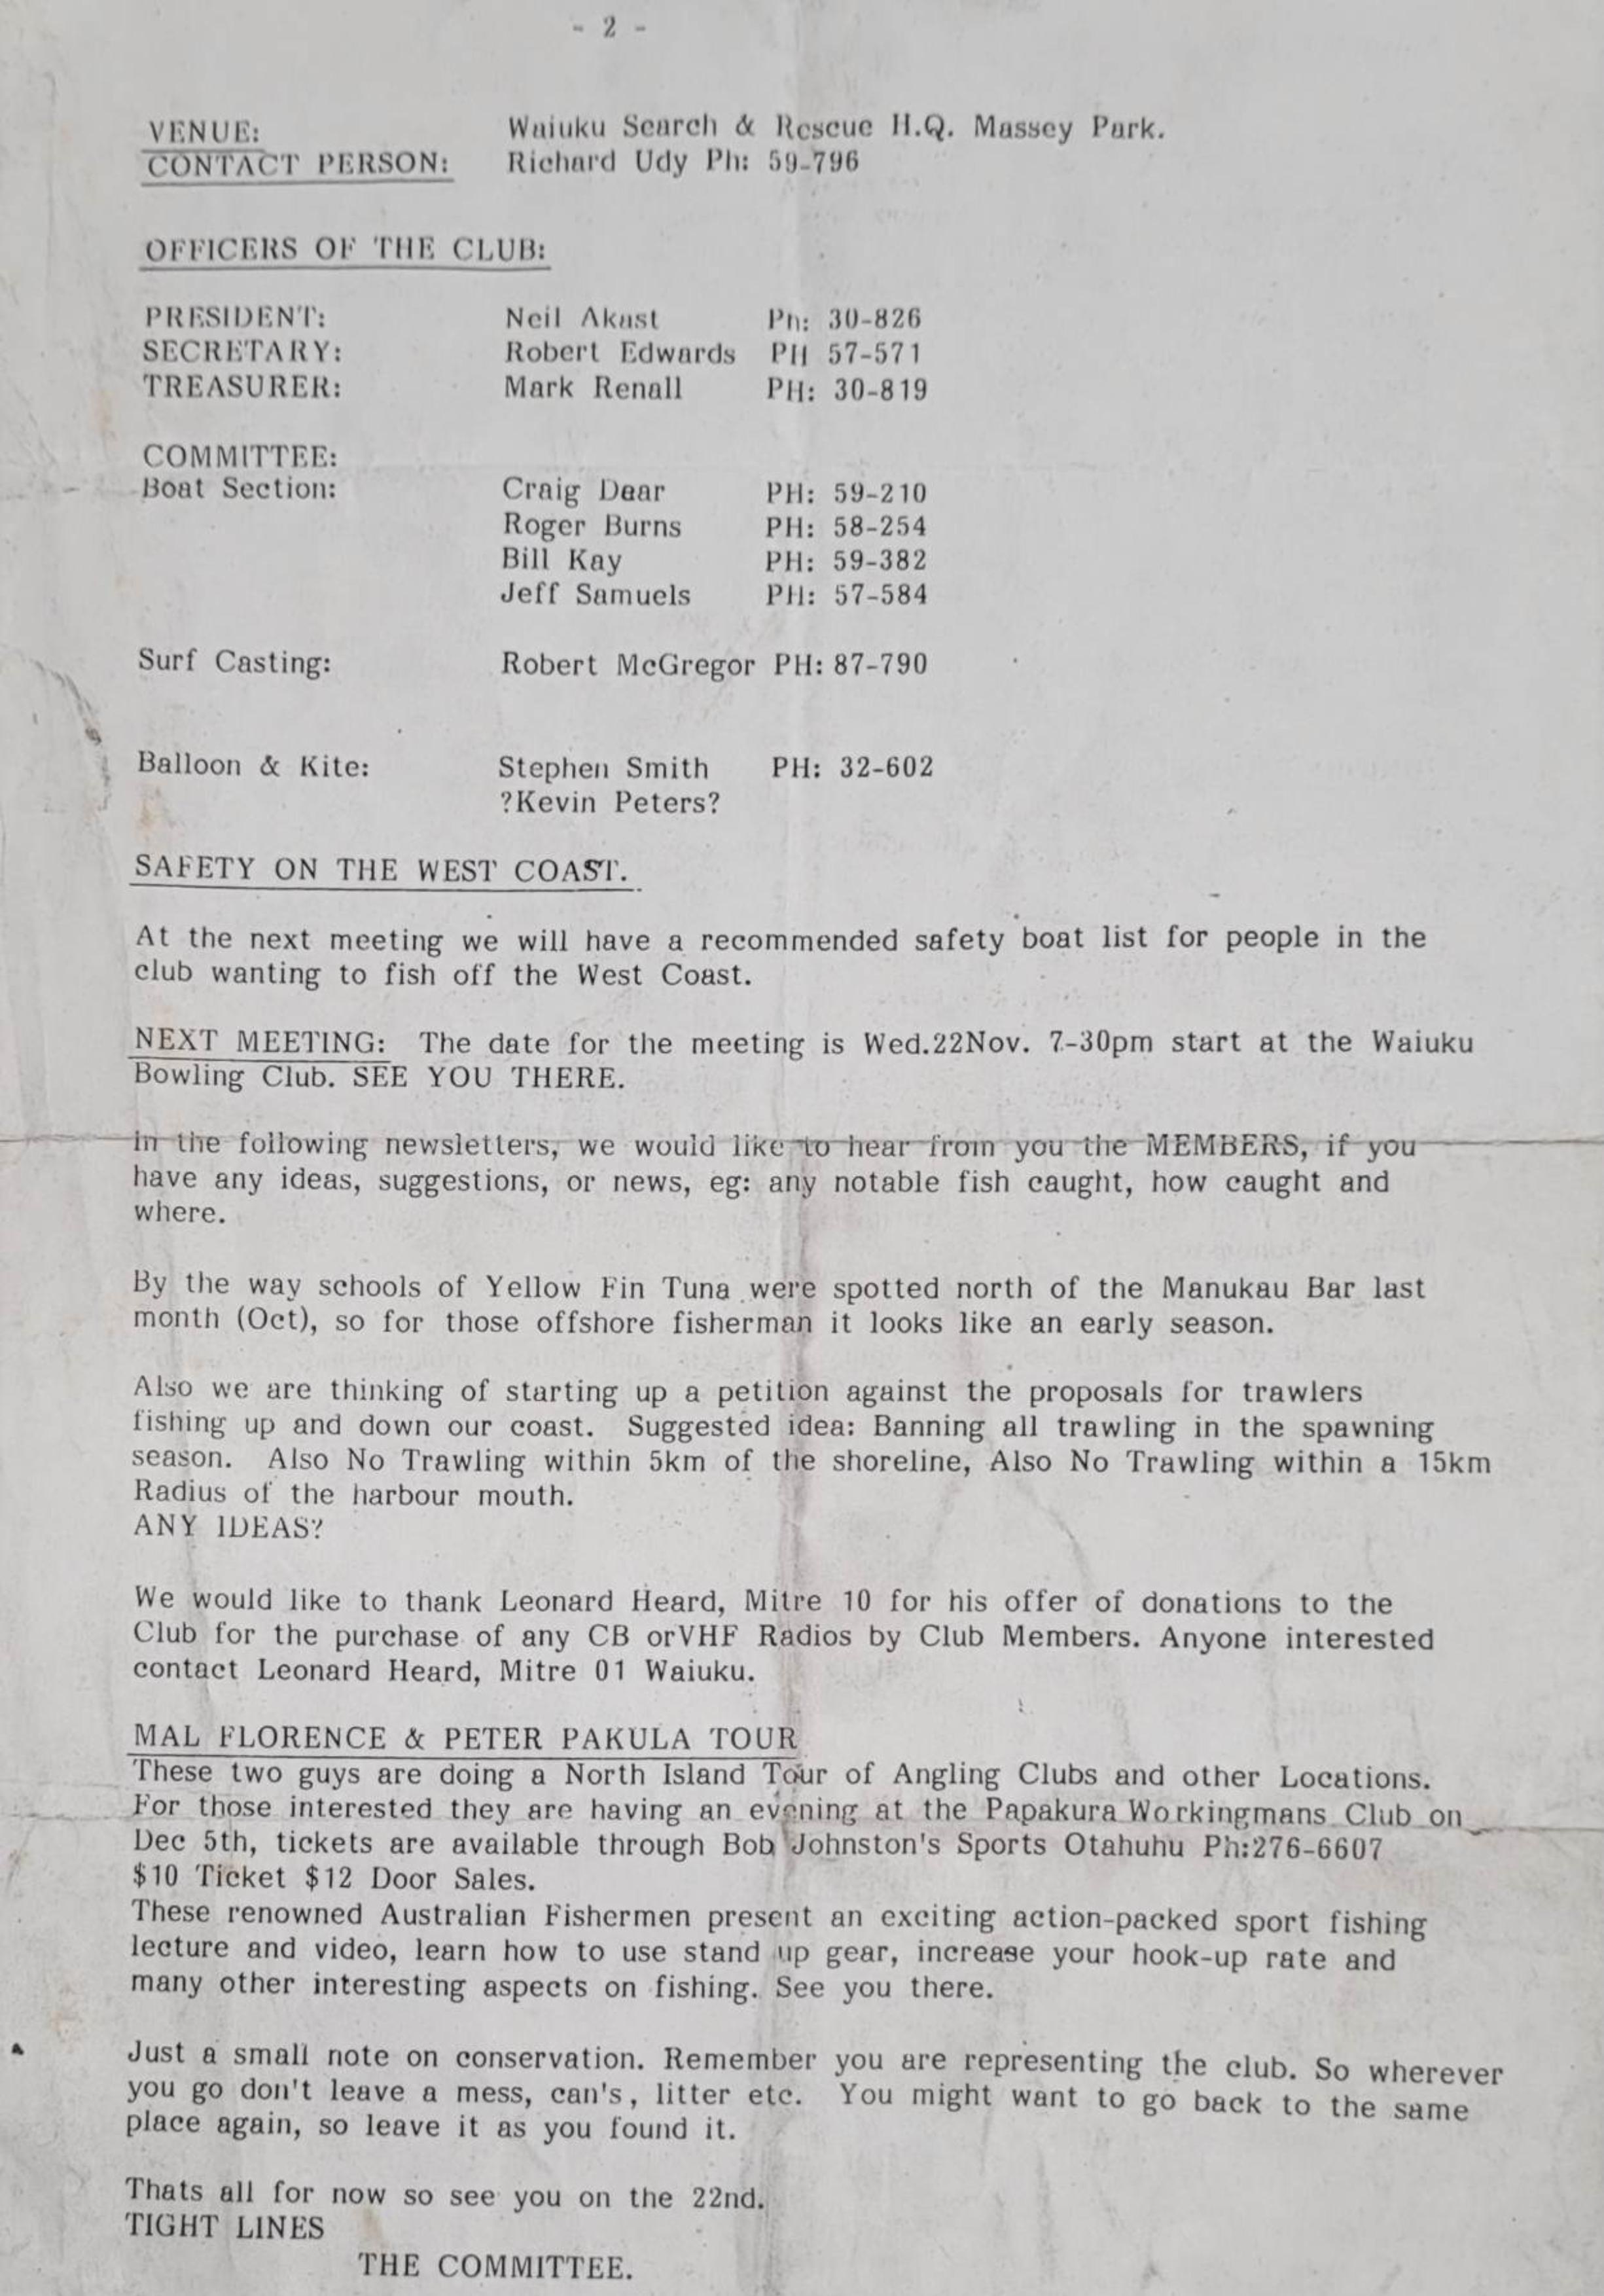 - 2 -
VENUE: Waiuku Search & Rescue H.Q. Massey Park.
CONTACT PERSON: Richard Udy Ph: 59-796
OFFICERS OF THE CLUB:
PRESIDENT: Neil Akast Ph: 30-826
SECRETARY: Robert Edwards PH 57-571
TREASURER: Mark Renall PH: 30-819
COMMITTEE:
Boat Section: Craig Dear PH: 59-210
Roger Burns PH: 58-254
Bill Kay PH: 59-382
Jeff Samuels PH: 57-584
Surf Casting: Robert McGregor PH: 87-790
Balloon & Kite: Stephen Smith PH: 32-602
?Kevin Peters?
SAFETY ON THE WEST COAST.
At the next meeting we will have a recommended safety boat list for people in the
club wanting to fish off the West Coast.
NEXT MEETING: The date for the meeting is Wed.22Nov. 7-30pm start at the Waiuku
Bowling Club. SEE YOU THERE.
in the following newsletters, we would like to hear from you the MEMBERS, if you
have any ideas, suggestions, or news, eg: any notable fish caught, how caught and
where.
By the way schools of Yellow Fin Tuna were spotted north of the Manukau Bar last
month (Oct), so for those offshore fisherman it looks like an early season.
Also we are thinking of starting up a petition against the proposals for trawlers
fishing up and down our coast. Suggested idea: Banning all trawling in the spawning
season. Also No Trawling within 5km of the shoreline, Also No Trawling within a 15km
Radius of the harbour mouth.
ANY IDEAS?
We would like to thank Leonard Heard, Mitre 10 for his offer of donations to the
Club for the purchase of any CB orVHF Radios by Club Members. Anyone interested
contact Leonard Heard, Mitre 01 Waiuku.
MAL FLORENCE & PETER PAKULA TOUR
These two guys are doing a North Island Tour of Angling Clubs and other Locations.
For those interested they are having an evening at the Papakura Workingmans Club on
Dec 5th, tickets are available through Bob Johnston's Sports Otahuhu Ph:276-6607
$10 Ticket $12 Door Sales.
These renowned Australian Fishermen present an exciting action-packed sport fishing
lecture and video, learn how to use stand up gear, increase your hook-up rate and
many other interesting aspects on fishing. See you there.
Just a small note on conservation. Remember you are representing the club. So wherever
you go don't leave a mess, can's, litter etc. You might want to go back to the same
place again, so leave it as you found it.
Thats all for now so see you on the 22nd.
TIGHT LINES
THE COMMITTEE.